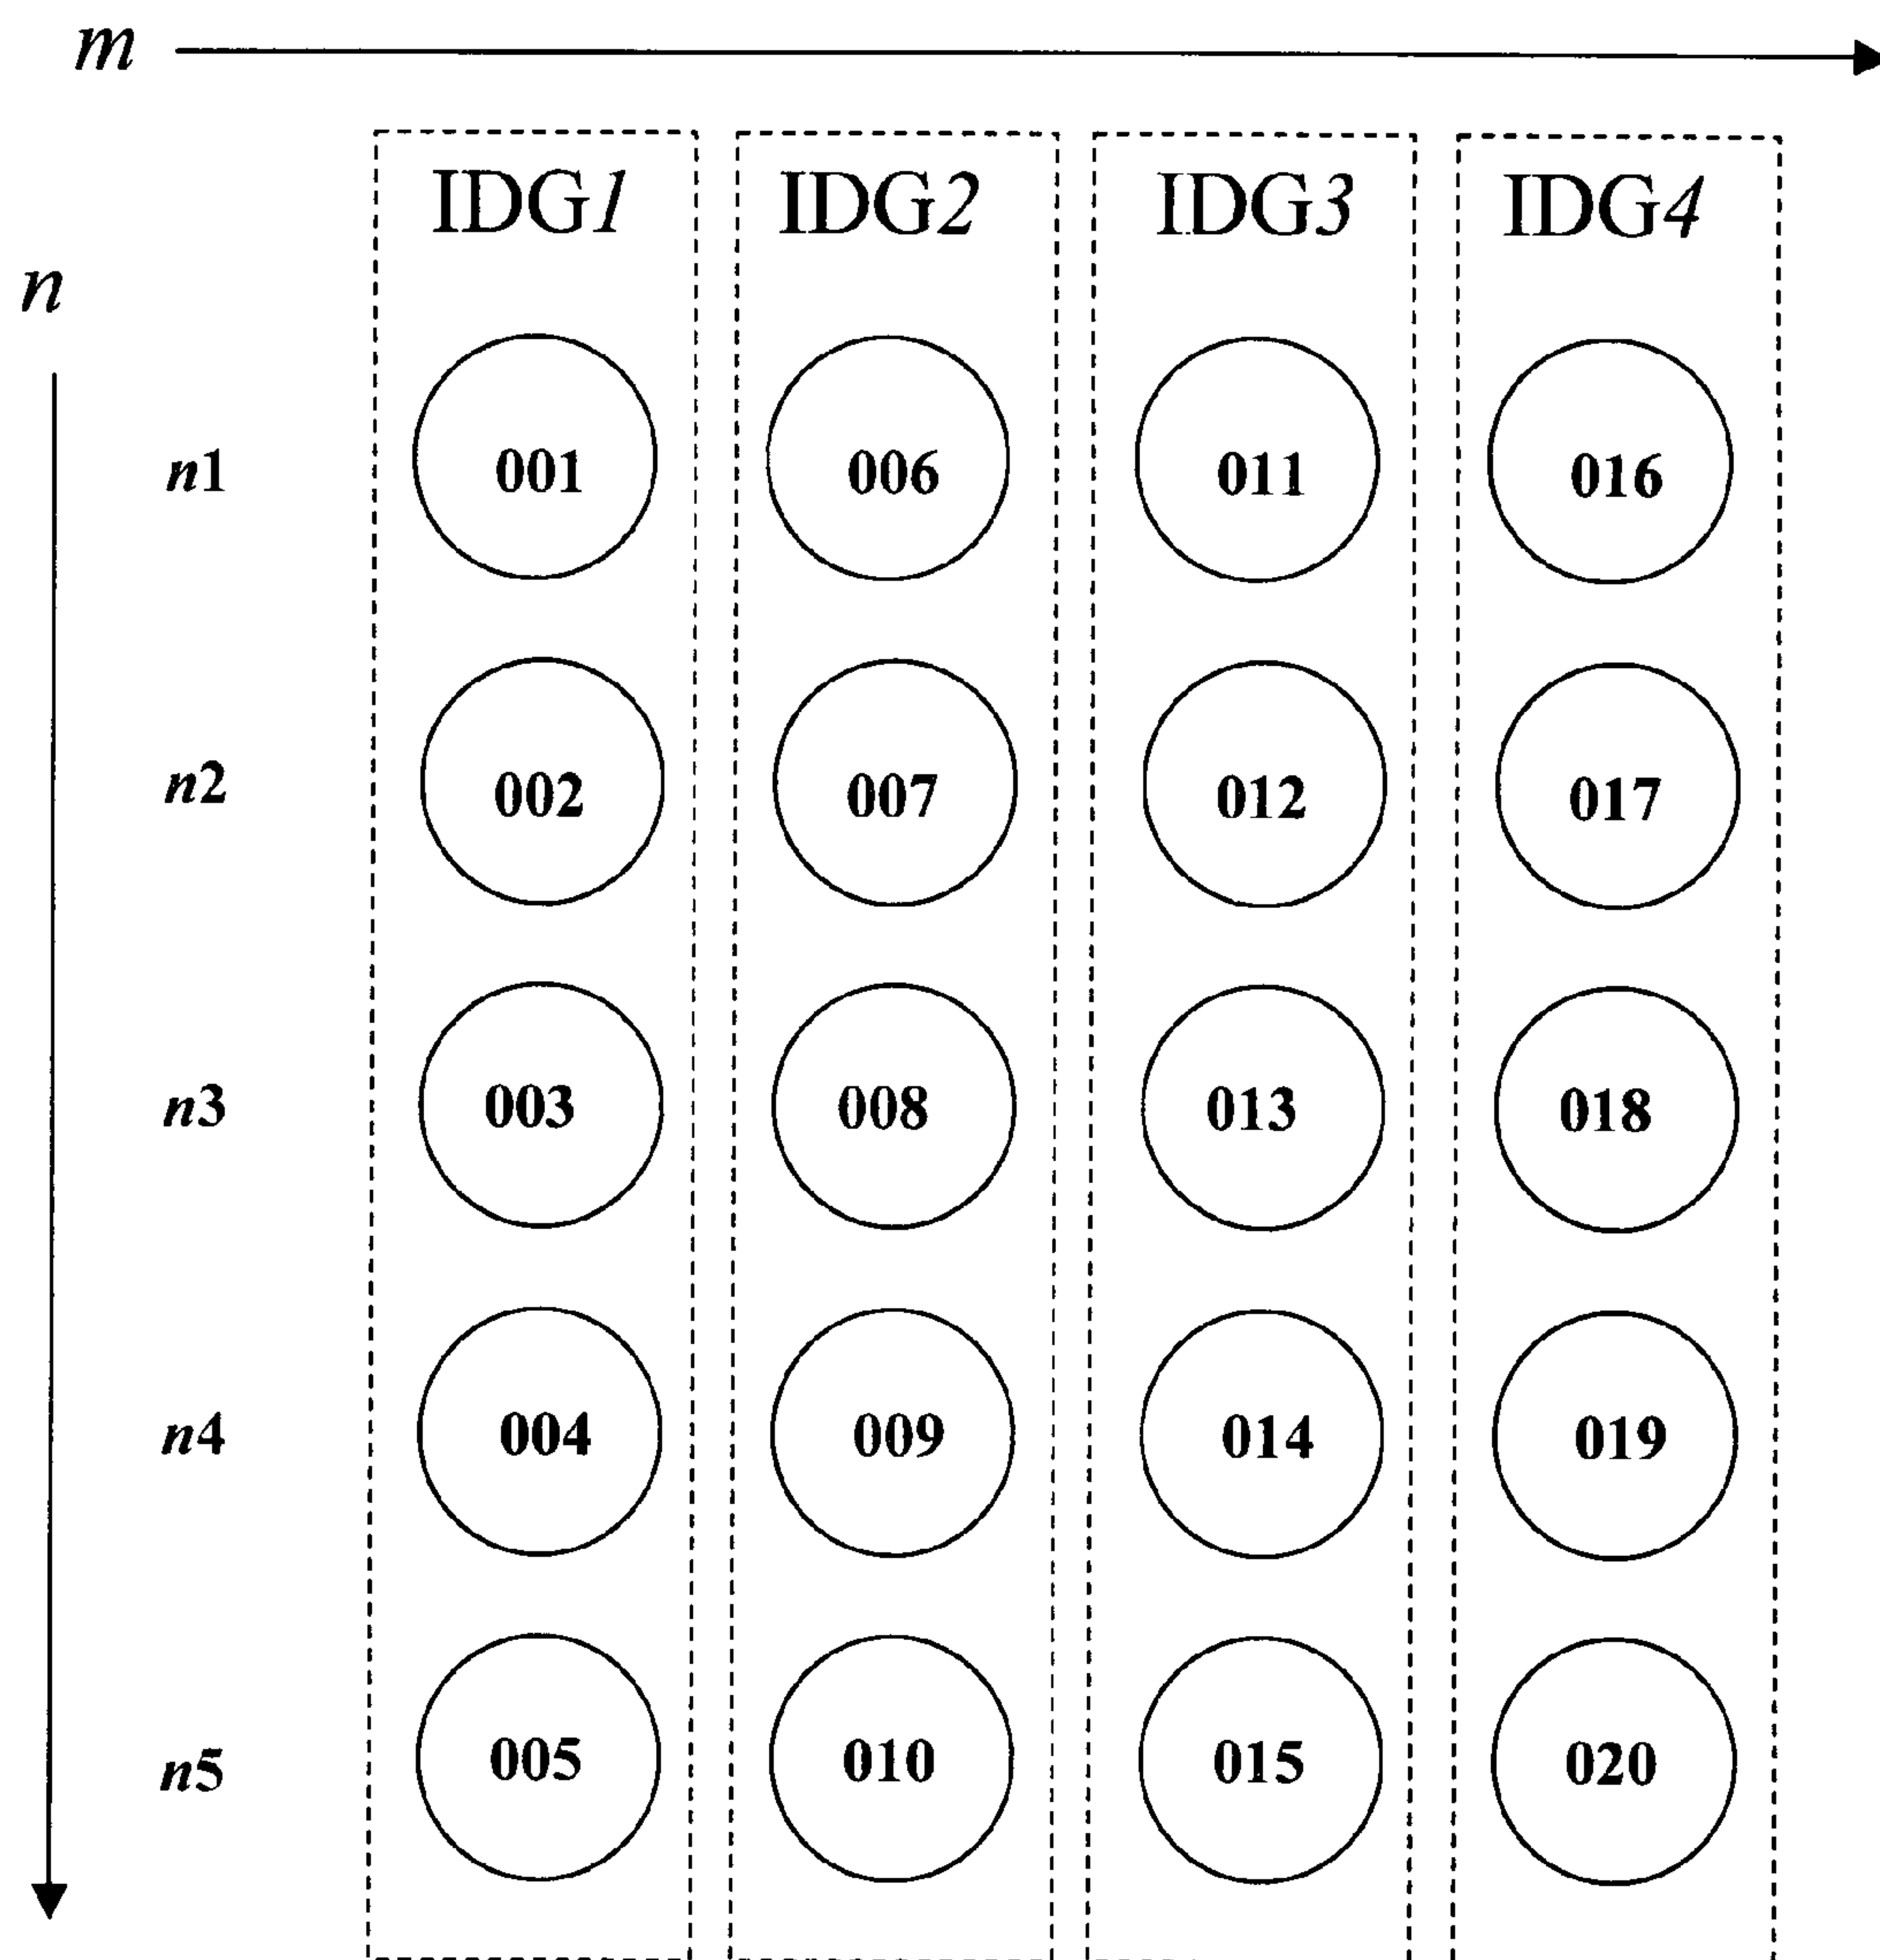 m
IDG1 IDG2 IDG3 IDG4
n
n1 001 006 011 016
n2 002 007 012 017
n3 003 008 013 018
n4 004 009 014 019
n5 005 010 015 020